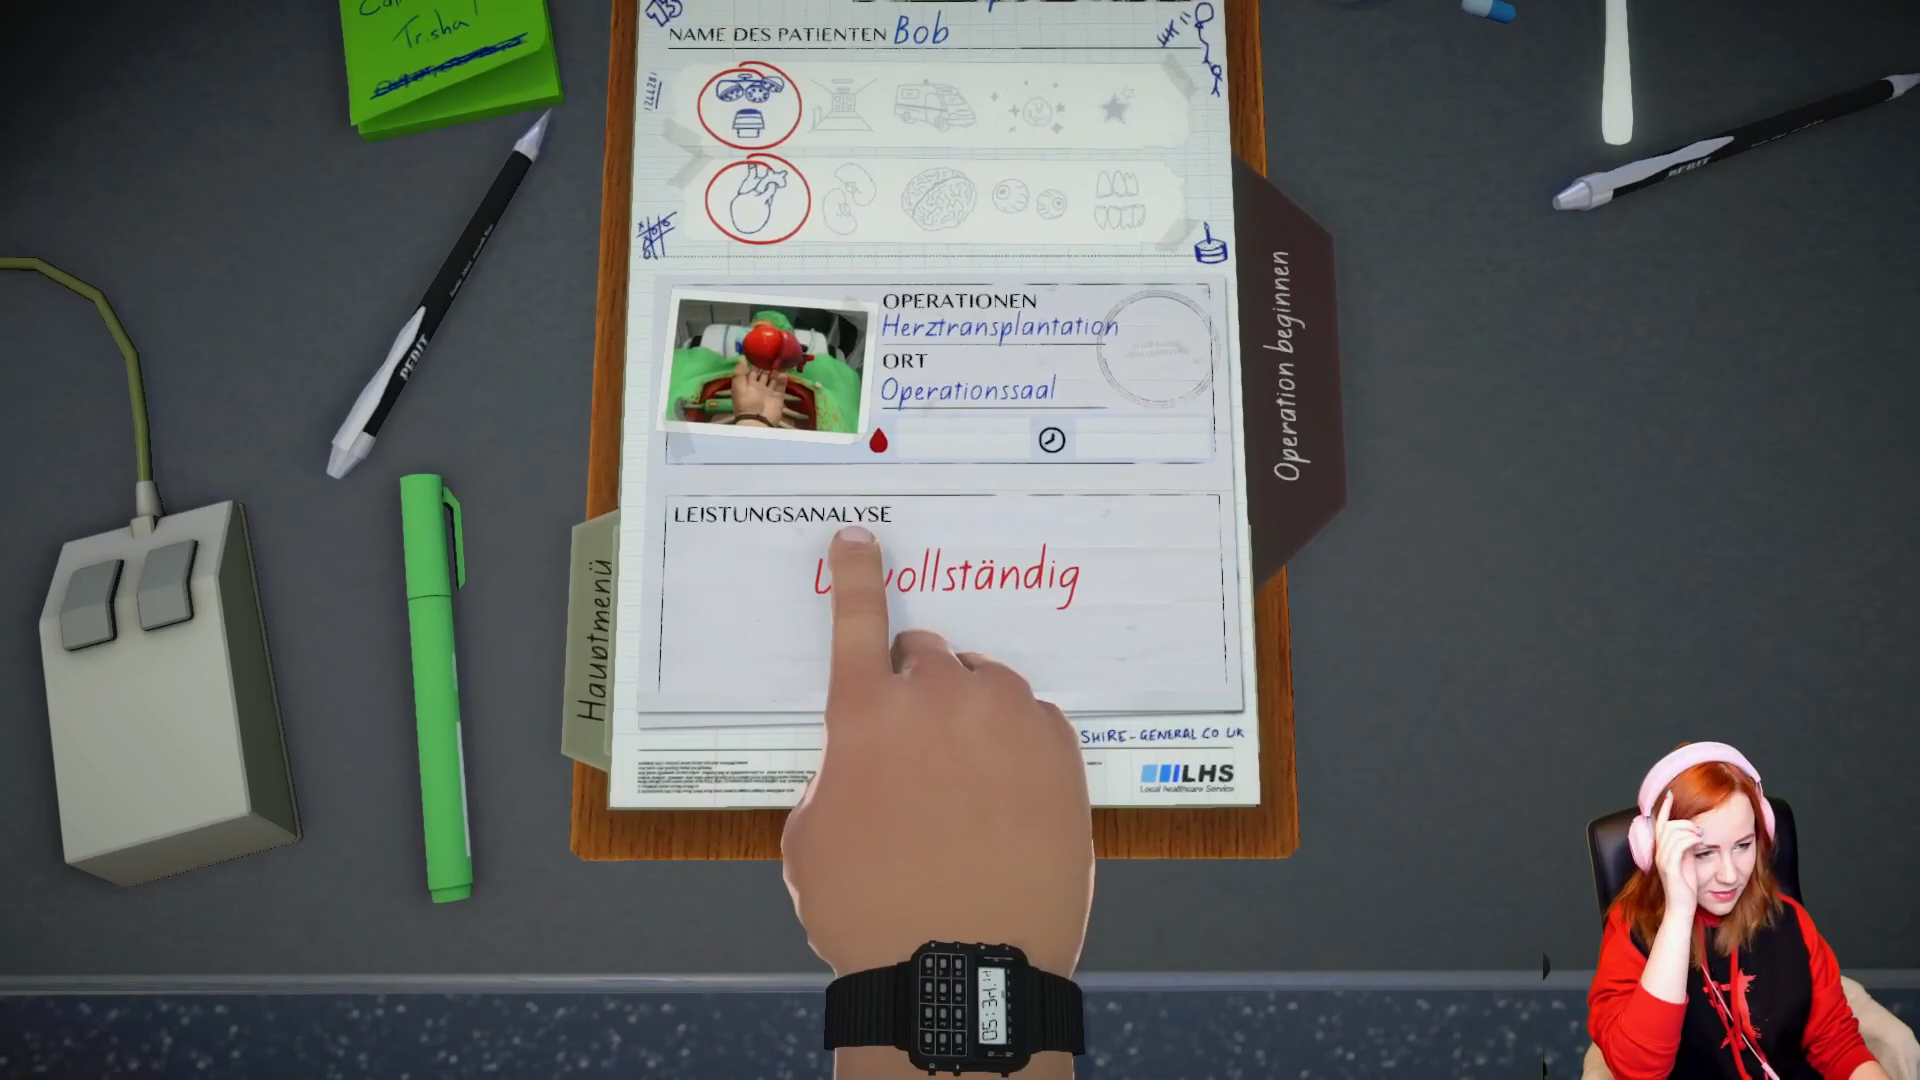 Trisha!
NAME DES PATIENTEN Bob
OPERATIONEN
Herztransplantation
ORT
Operationssaal
LEISTUNGSANALYSE
vollständig
Operation beginnen
Hauptmenü
SHIRE-GENERAL CO UK
LHS
Local healthcare Service